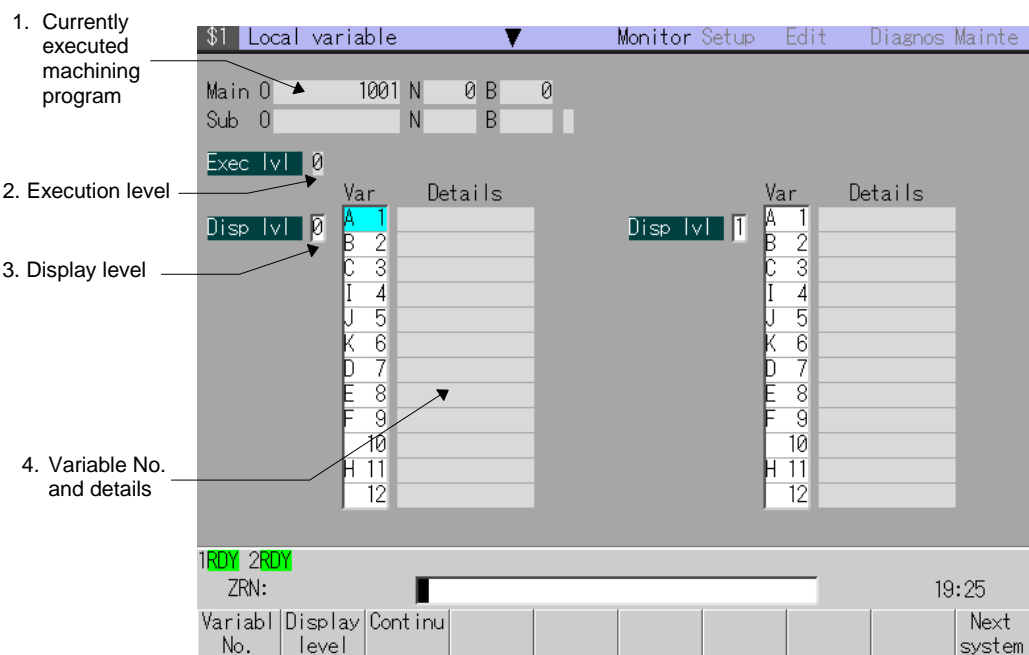 1. Currently
executed
machining
program
$1 Local variable ▼ Monitor Setup Edit Diagnos Mainte
Main O 1001 N 0 B 0
Sub O N B
Exec lvl 0
2. Execution level
Var Details Var Details
Disp lvl 0 A 1 Disp lvl 1 A 1
B 2 B 2
3. Display level
C 3 C 3
I 4 I 4
J 5 J 5
K 6 K 6
D 7 D 7
E 8 E 8
F 9 F 9
10 10
4. Variable No.
and details
H 11 H 11
12 12
1RDY 2RDY
ZRN: 19:25
Variabl No. Display level Continu Next system